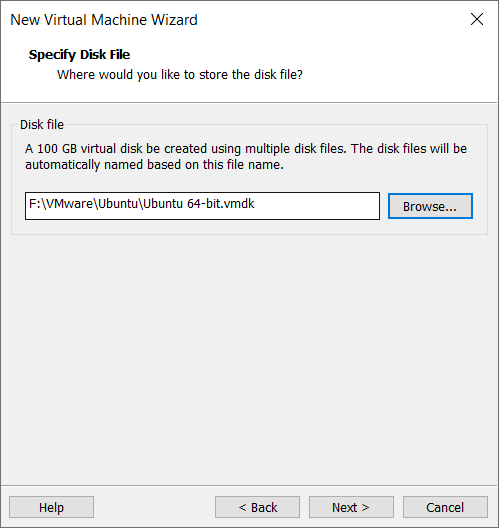 New Virtual Machine Wizard
Specify Disk File
Where would you like to store the disk file?
Disk file
A 100 GB virtual disk be created using multiple disk files. The disk files will be
automatically named based on this file name.
F:\VMware\Ubuntu\Ubuntu 64-bit.vmdk
Browse...
Help
< Back
Next >
Cancel